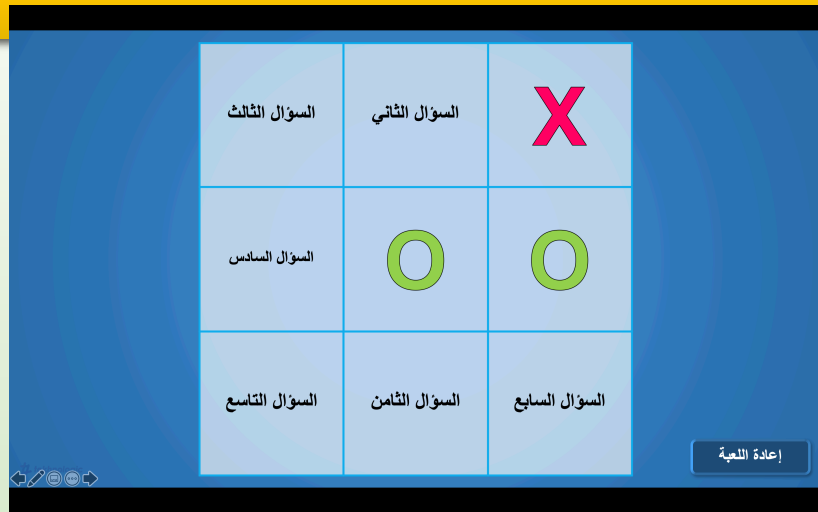 X
السؤال الثاني
السؤال الثالث
O
O
السؤال السادس
السؤال السابع
السؤال الثامن
السؤال التاسع
إعادة اللعبة